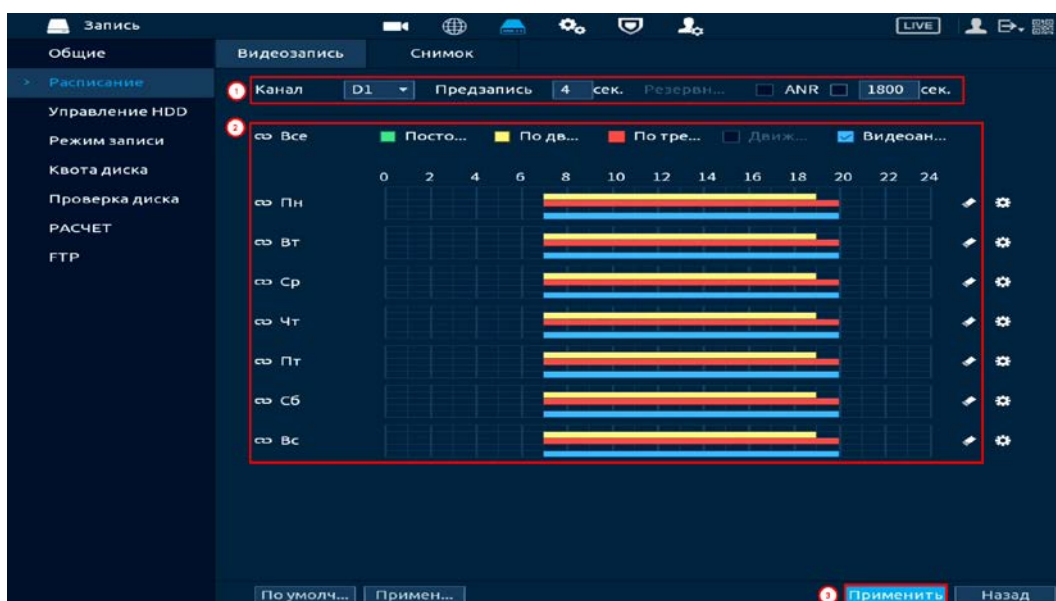 Запись LIVE
Общие
Расписание
Управление HDD
Режим записи
Квота диска
Проверка диска
РАСЧЕТ
FTP
Видеозапись Снимок
1 Канал D1 Предзапись 4 сек. Резервн... ANR 1800 сек.
2 Все Посто... По дв... По тре... Движ... Видеоан...
0 2 4 6 8 10 12 14 16 18 20 22 24
Пн
Вт
Ср
Чт
Пт
Сб
Вс
По умолч... Примен... 3 Применить Назад